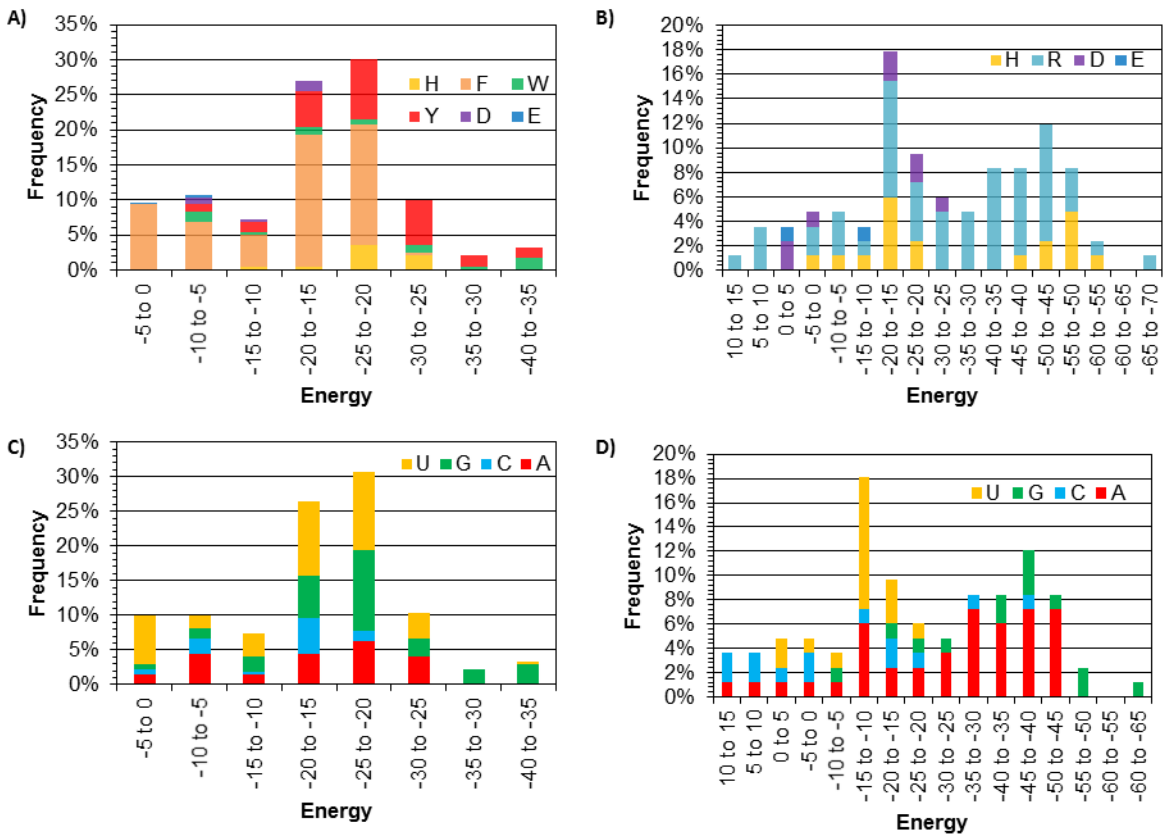 A)
35%
30%
25%
20%
15%
10%
5%
0%
Frequency
H F W
Y D E
-5 to 0
-10 to -5
-15 to -10
-20 to -15
-25 to -20
-30 to -25
-35 to -30
-40 to -35
Energy
B)
20%
18%
16%
14%
12%
10%
8%
6%
4%
2%
0%
Frequency
H R D E
10 to 15
5 to 10
0 to 5
-5 to 0
-10 to -5
-15 to -10
-20 to -15
-25 to -20
-30 to -25
-30 to -30
-35 to -40
-45 to -40
-50 to -45
-55 to -50
-60 to -55
-60 to -65
-65 to -70
Energy
C)
35%
30%
25%
20%
15%
10%
5%
0%
Frequency
U G C A
-5 to 0
-10 to -5
-15 to -10
-20 to -15
-25 to -20
-30 to -25
-35 to -30
-40 to -35
Energy
D)
20%
18%
16%
14%
12%
10%
8%
6%
4%
2%
0%
Frequency
U G C A
10 to 15
5 to 10
0 to 5
-5 to 0
-10 to -5
-15 to -10
-20 to -15
-25 to -20
-30 to -25
-35 to -30
-40 to -35
-45 to -40
-50 to -45
-55 to -50
-60 to -55
-60 to -65
Energy